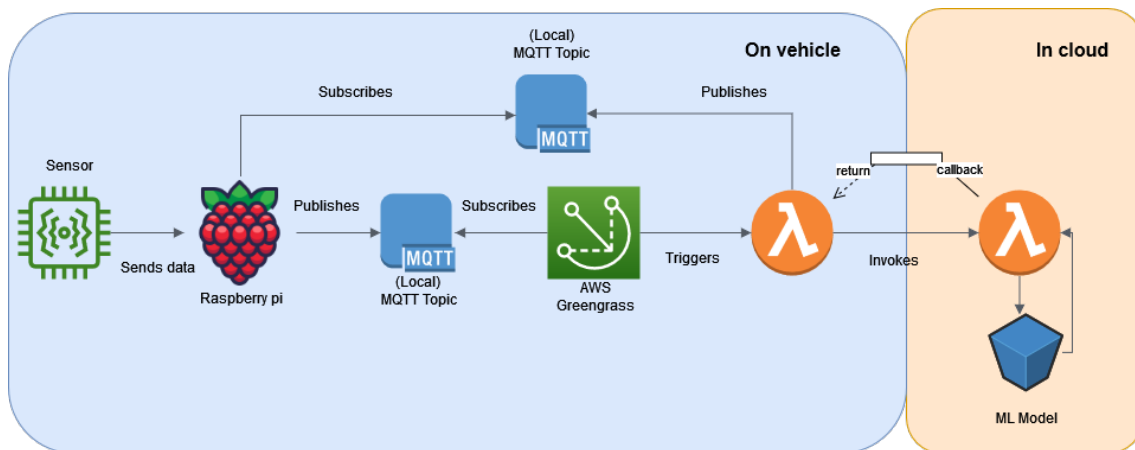 (Local)
MQTT Topic
On vehicle
In cloud
Subscribes
Publishes
MQTT
Sensor
return
callback
Publishes
Subscribes
MQTT
λ
λ
Sends data
Raspberry pi
(Local)
MQTT Topic
AWS
Greengrass
Triggers
Invokes
ML Model